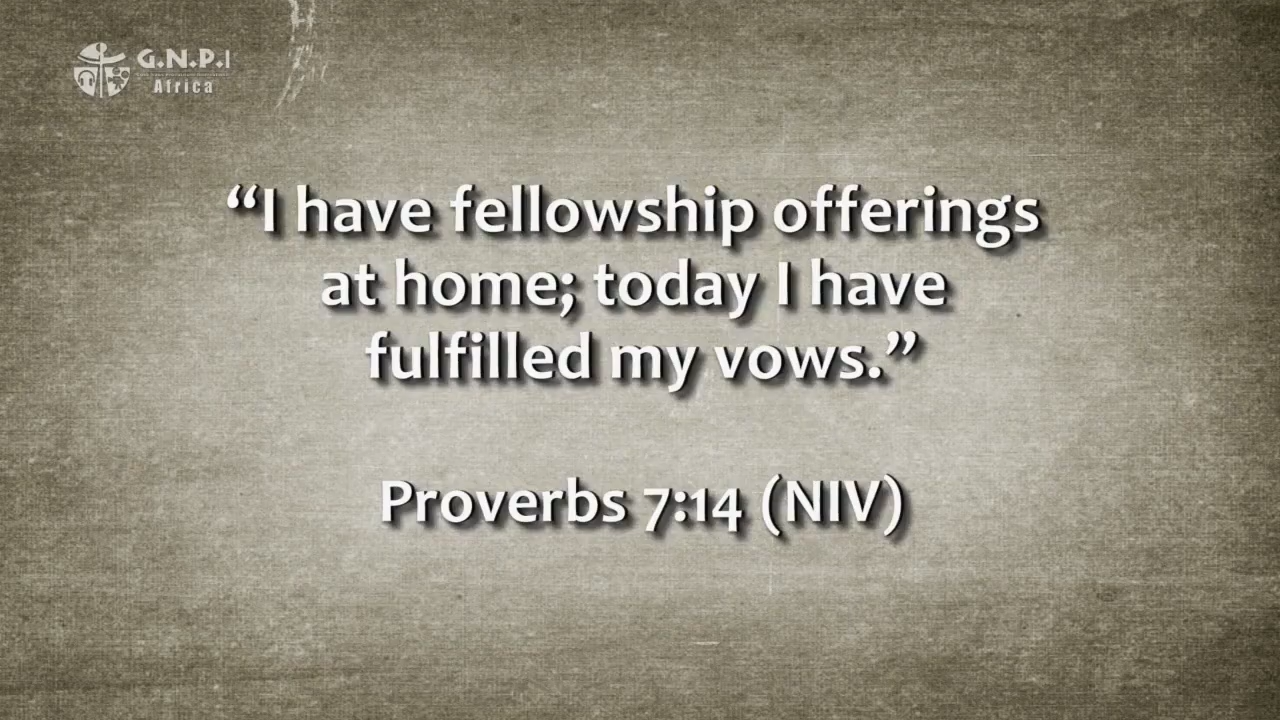 G.N.P.I
Africa
“I have fellowship offerings
at home; today I have
fulfilled my vows.”
Proverbs 7:14 (NIV)